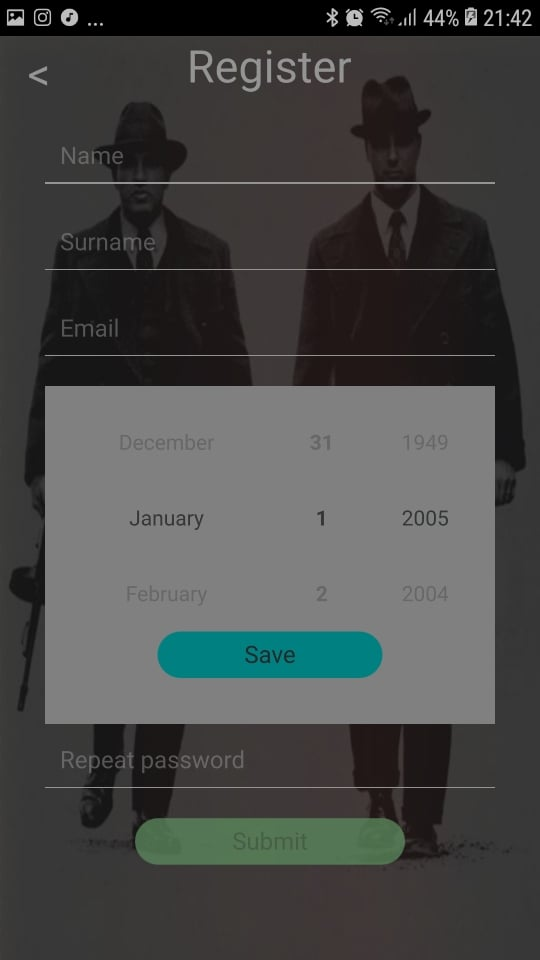 ... 44% 21:42
< Register
Name
Surname
Email
December 31 1949
January 1 2005
February 2 2004
Save
Repeat password
Submit